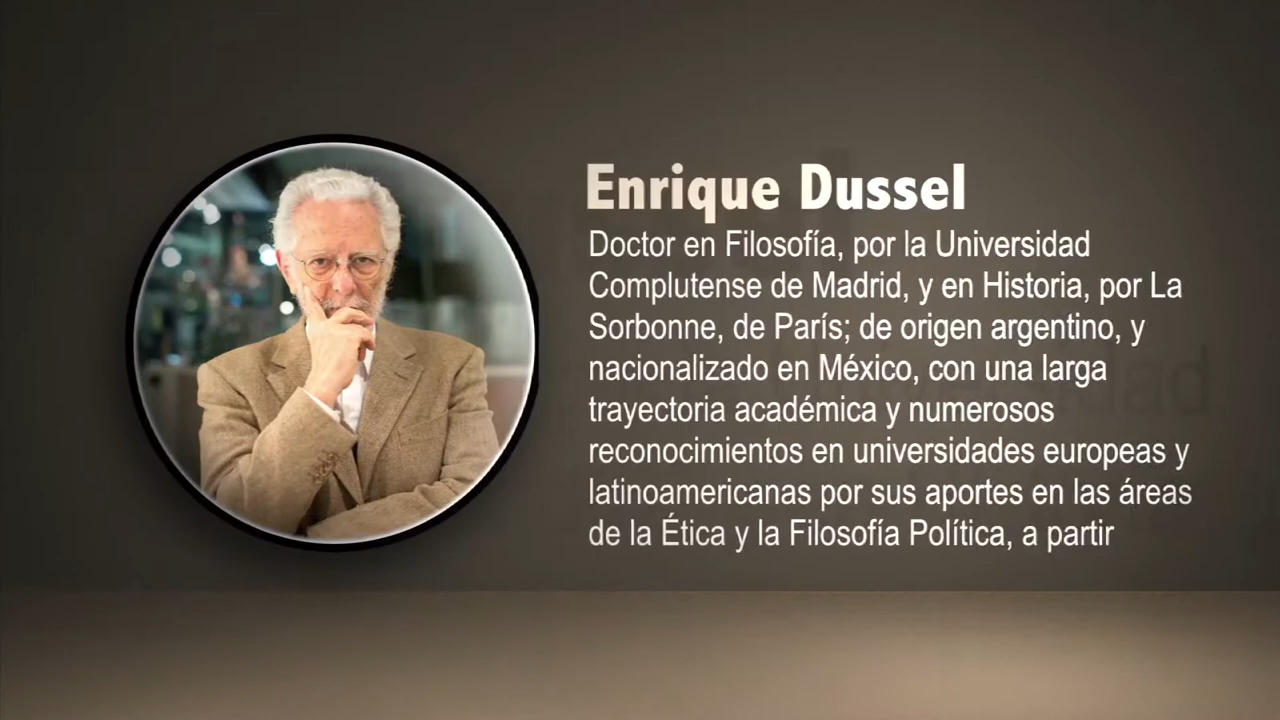 Enrique Dussel
Doctor en Filosofía, por la Universidad
Complutense de Madrid, y en Historia, por La
Sorbonne, de París; de origen argentino, y
nacionalizado en México, con una larga
trayectoria académica y numerosos
reconocimientos en universidades europeas y
latinoamericanas por sus aportes en las áreas
de la Ética y la Filosofía Política, a partir